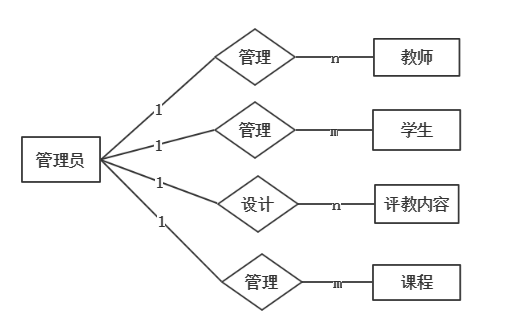 管理 n 教师
1
管理 m 学生
1
管理员
1
设计 n 评教内容
1
管理 m 课程